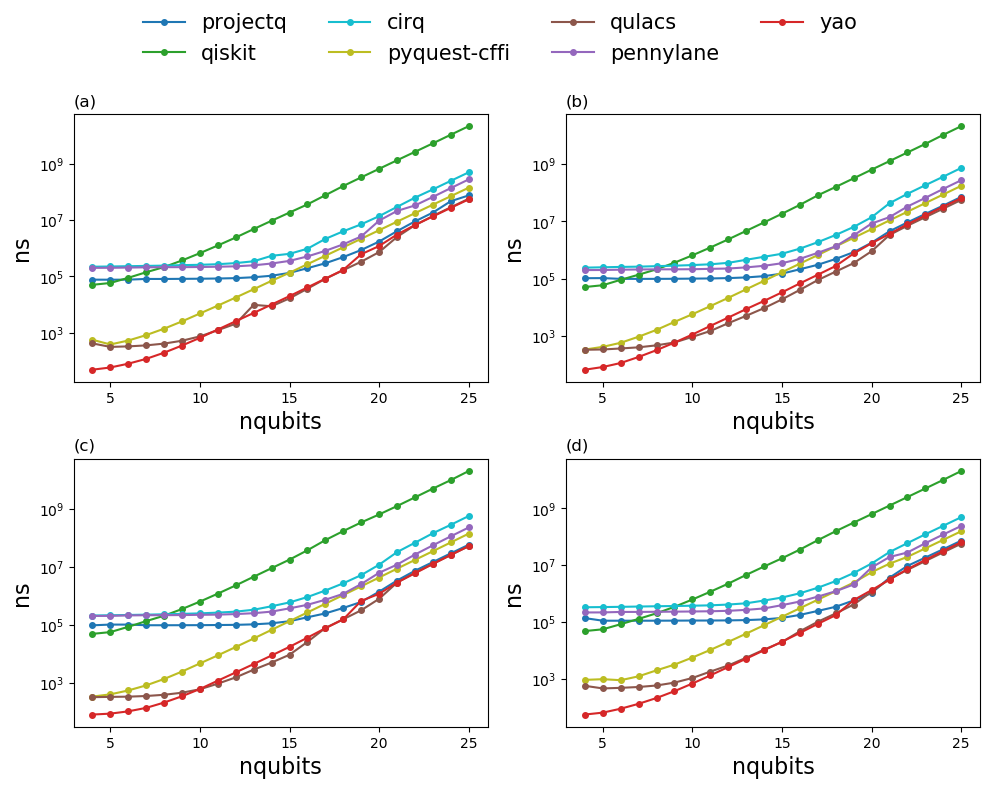 projectq cirq qulacs yao
qiskit pyquest-cffi pennylane
(a) (b)
10^9 10^9
10^7 10^7
ns ns
10^5 10^5
10^3 10^3
5 10 15 20 25 5 10 15 20 25
nqubits nqubits
(c) (d)
10^9 10^9
10^7 10^7
ns ns
10^5 10^5
10^3 10^3
5 10 15 20 25 5 10 15 20 25
nqubits nqubits